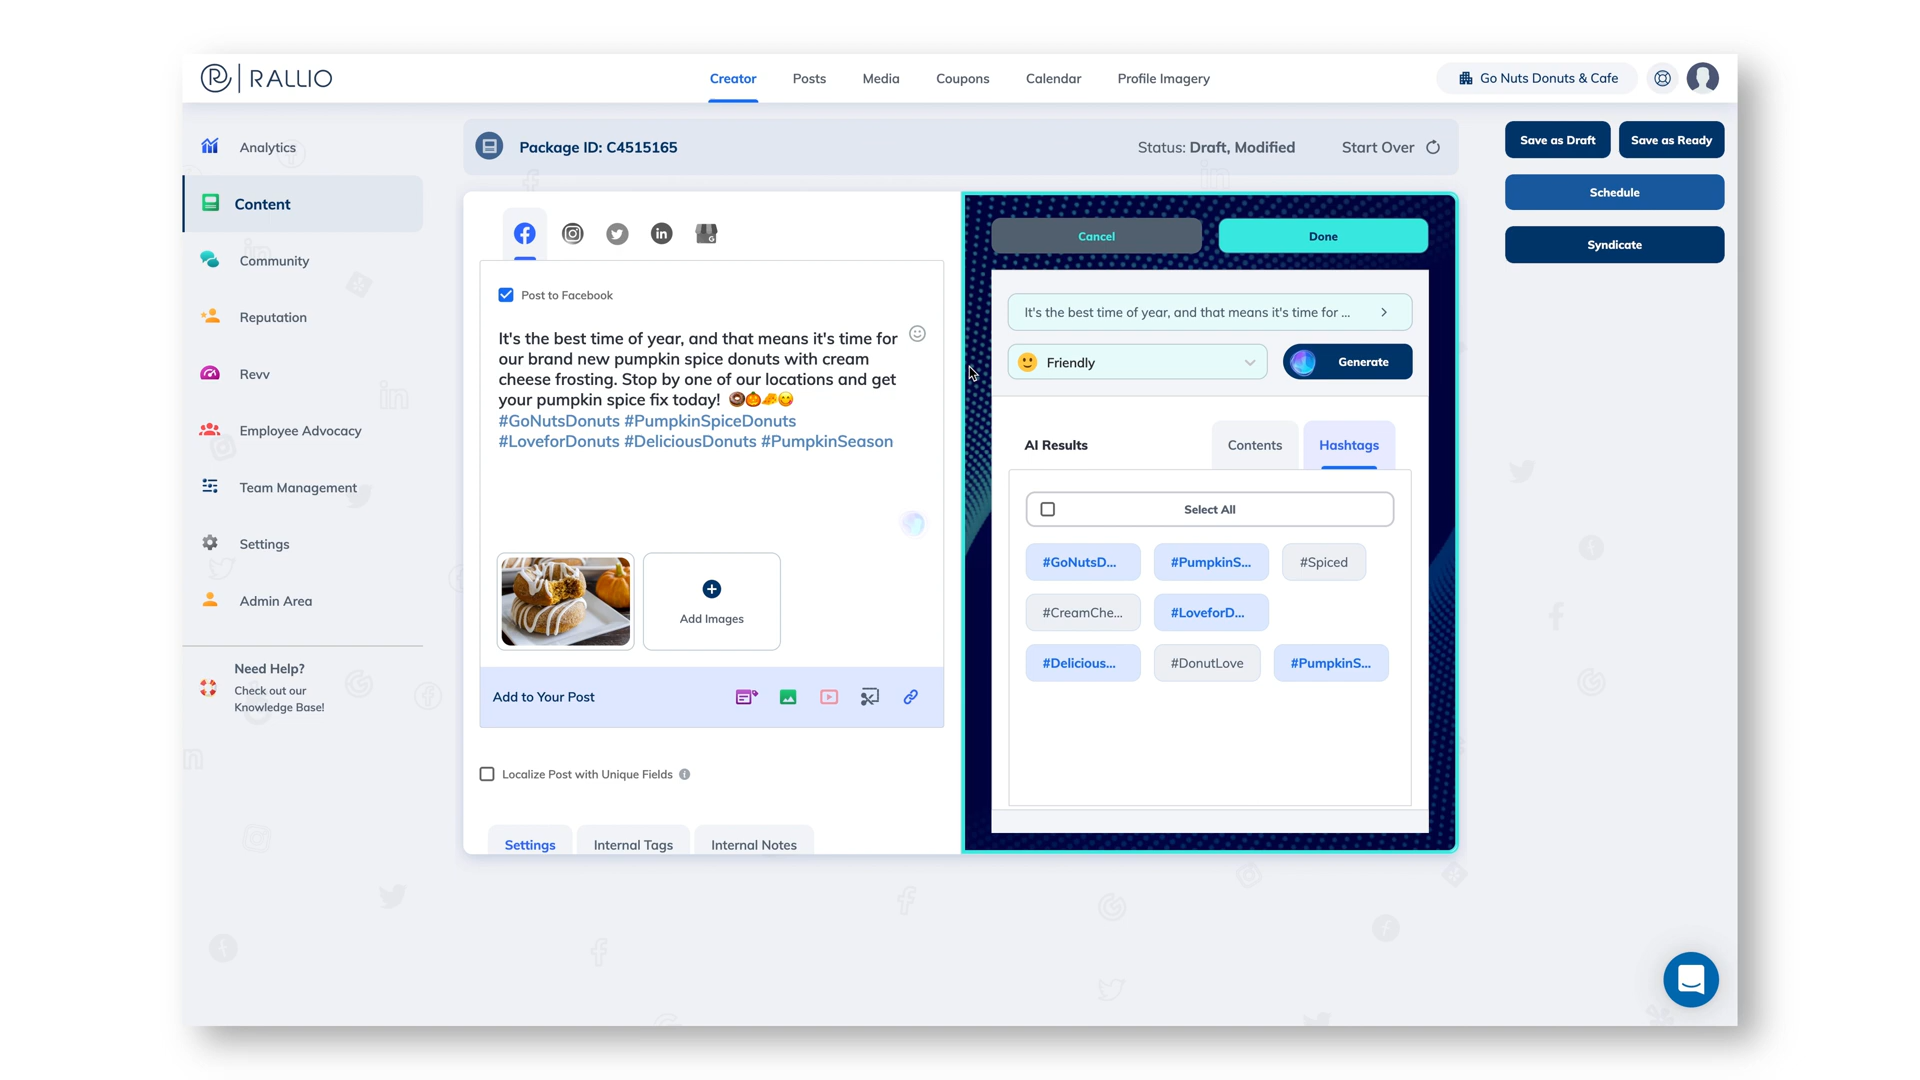 RALLIO
Creator
Posts
Media
Coupons
Calendar
Profile Imagery
Go Nuts Donuts & Cafe
Analytics
Content
Community
Reputation
Revv
Employee Advocacy
Team Management
Settings
Admin Area
Need Help?
Check out our
Knowledge Base!
Package ID: C4515165
Status: Draft, Modified
Start Over
Save as Draft
Save as Ready
Schedule
Syndicate
Post to Facebook
It's the best time of year, and that means it's time for
our brand new pumpkin spice donuts with cream
cheese frosting. Stop by one of our locations and get
your pumpkin spice fix today! 🍩🎃🧀😋
#GoNutsDonuts #PumpkinSpiceDonuts
#LoveforDonuts #DeliciousDonuts #PumpkinSeason
Add Images
Add to Your Post
Localize Post with Unique Fields
Settings
Internal Tags
Internal Notes
Cancel
Done
It's the best time of year, and that means it's time for ...
Friendly
Generate
AI Results
Contents
Hashtags
Select All
#GoNutsD...
#PumpkinS...
#Spiced
#CreamChe...
#LoveforD...
#Delicious...
#DonutLove
#PumpkinS...